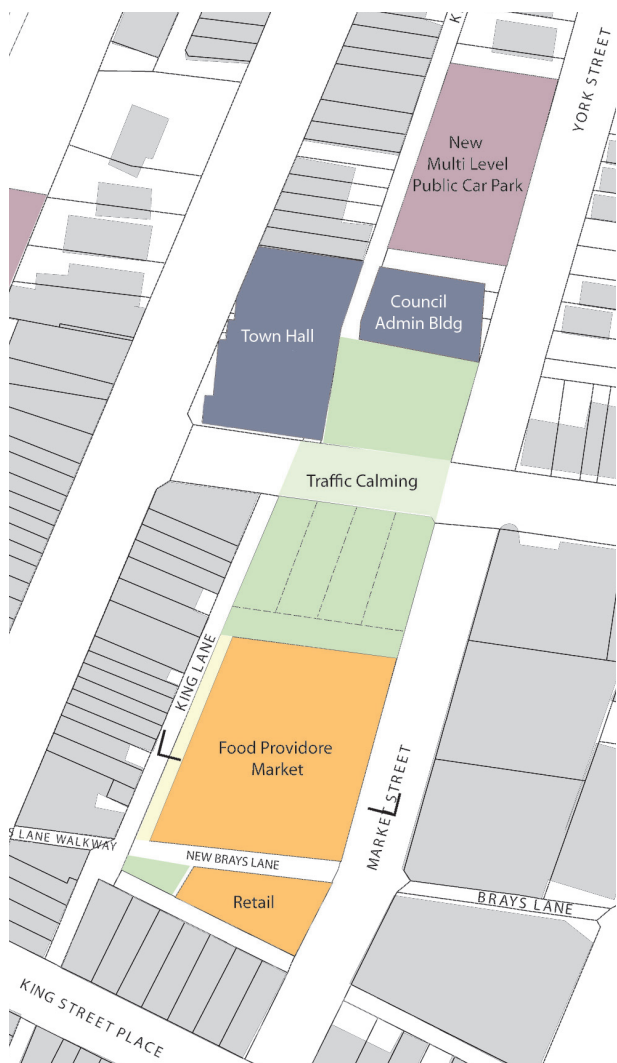 K
YORK STREET
New
Multi Level
Public Car Park
Council
Admin Bldg
Town Hall
Traffic Calming
KING LANE
Food Providore
Market
MARKET STREET
S LANE WALKWAY
NEW BRAYS LANE
Retail
BRAYS LANE
KING STREET PLACE